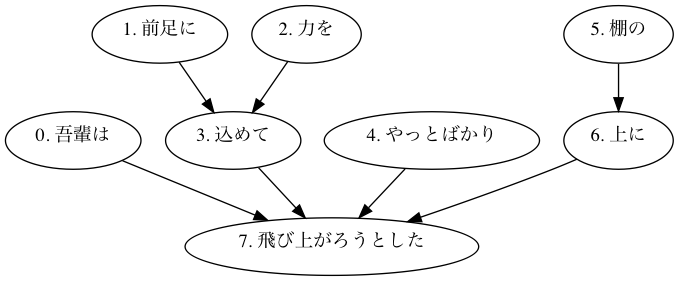 1. 前足に
2. 力を
5. 棚の
0. 吾輩は
3. 込めて
4. やっとばかり
6. 上に
7. 飛び上がろうとした